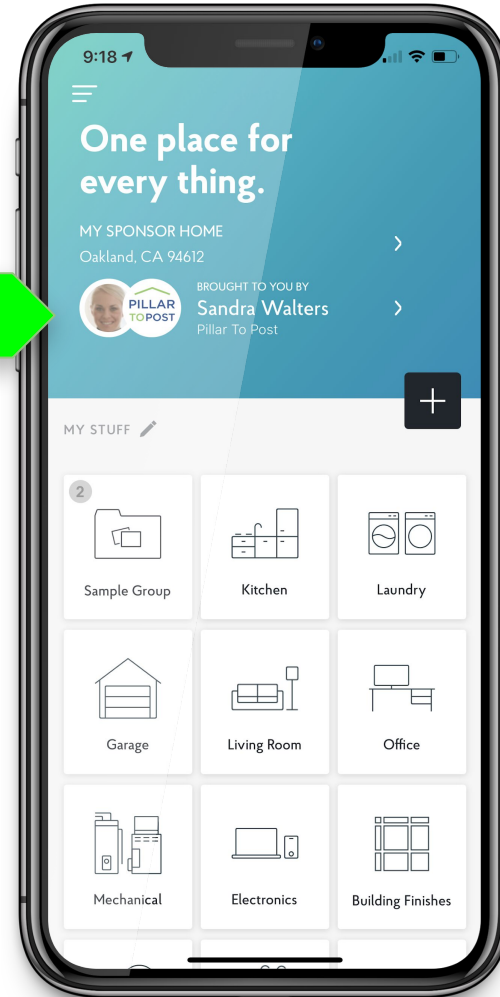 9:18
One place for
every thing.
MY SPONSOR HOME
Oakland, CA 94612
PILLAR
TO POST
BROUGHT TO YOU BY
Sandra Walters
Pillar To Post
MY STUFF
2
Sample Group
Kitchen
Laundry
Garage
Living Room
Office
Mechanical
Electronics
Building Finishes